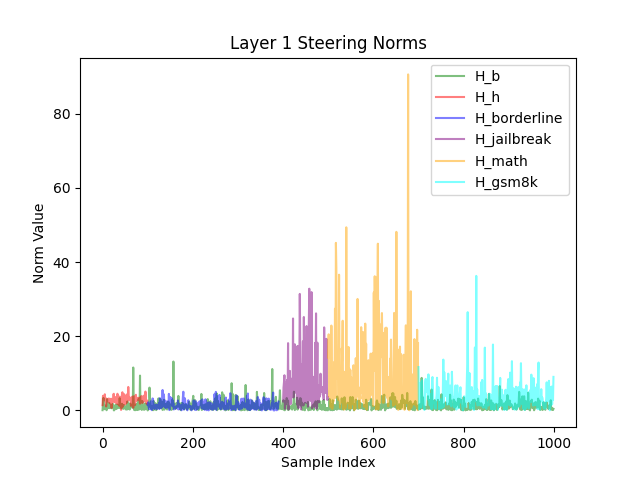 Layer 1 Steering Norms
Norm Value
80
60
40
20
0
0
200
400
600
800
1000
Sample Index
H_b
H_h
H_borderline
H_jailbreak
H_math
H_gsm8k